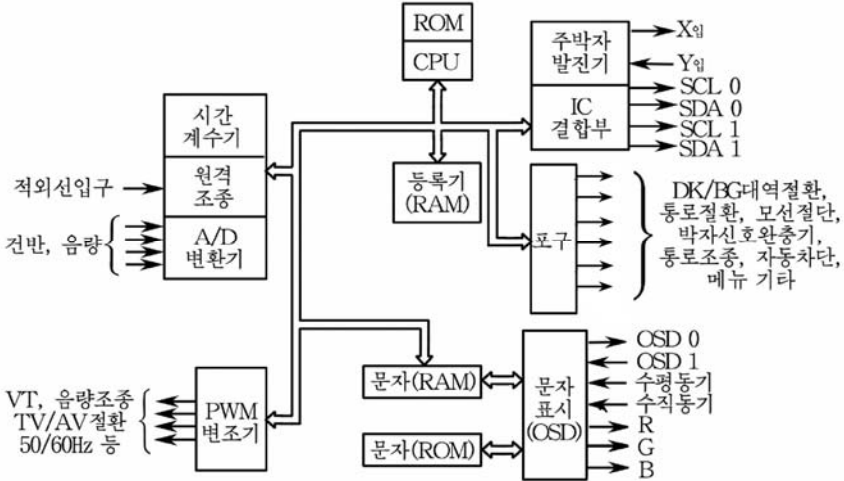 ROM
CPU
주박자
발진기
X입
Y입
SCL 0
SDA 0
SCL 1
SDA 1
IC
결합부
시간
계수기
원격
조종
A/D
변환기
적외선입구
건반, 음량
등록기
(RAM)
포구
DK/BG대역절환,
통로절환, 모선절단,
박자신호완충기,
통로조종, 자동차단,
메뉴 기타
문자(RAM)
문자(ROM)
문자
표시
(OSD)
OSD 0
OSD 1
수평동기
수직동기
R
G
B
VT, 음량조종
TV/AV절환
50/60Hz 등
PWM
변조기